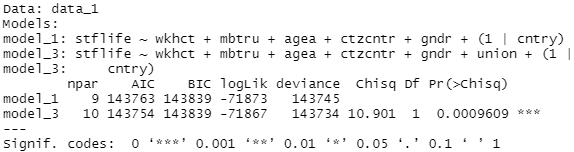 Data: data_1
Models:
model_1: stflife ~ wkhct + mbtru + agea + ctzcntr + gndr + (1 | cntry)
model_3: stflife ~ wkhct + mbtru + agea + ctzcntr + gndr + union + (1 |
model_3:     cntry)
        npar    AIC    BIC logLik deviance  Chisq Df Pr(>Chisq)
model_1    9 143763 143839 -71873   143745
model_3   10 143754 143839 -71867   143734 10.901  1  0.0009609 ***
---
Signif. codes:  0 ‘***’ 0.001 ‘**’ 0.01 ‘*’ 0.05 ‘.’ 0.1 ‘ ’ 1